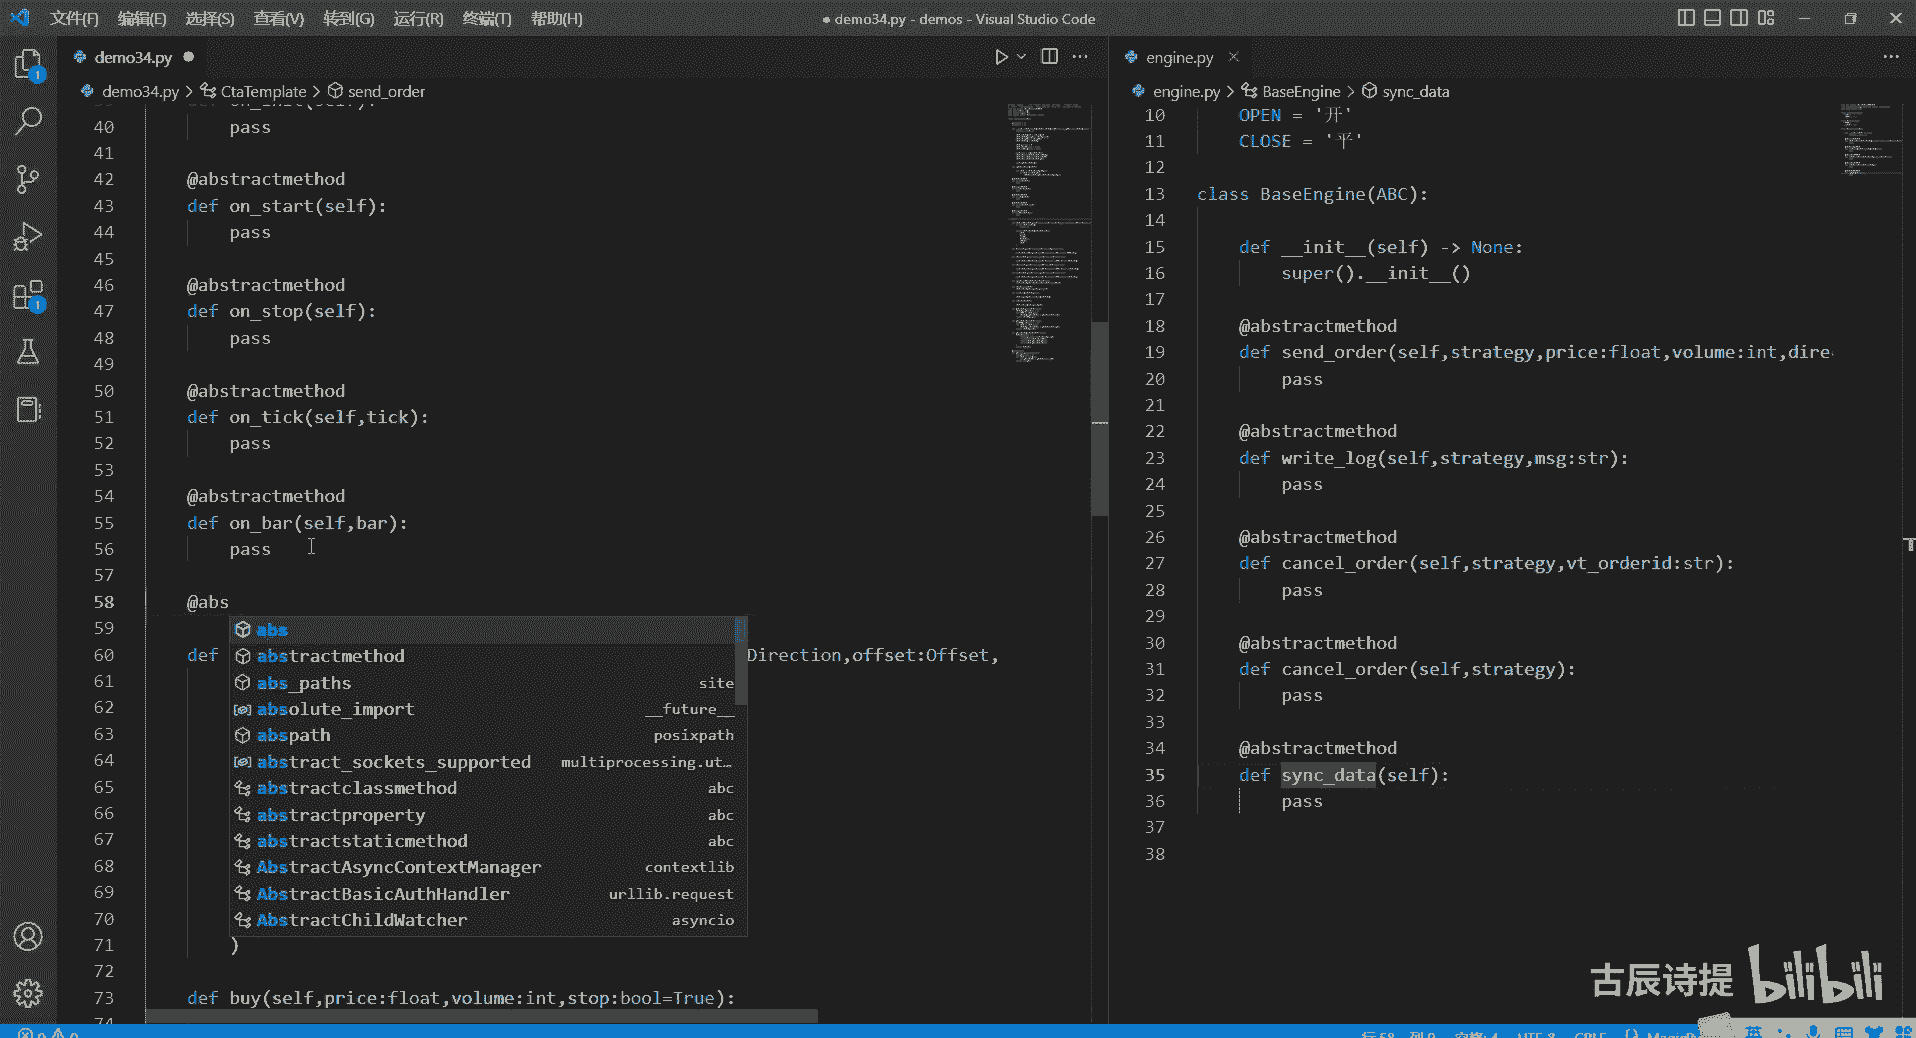 文件(F) 编辑(E) 选择(S) 查看(V) 转到(G) 运行(R) 终端(T) 帮助(H) ● demo34.py - demos - Visual Studio Code
demo34.py ●
demo34.py > CtaTemplate > send_order
40 pass
41
42 @abstractmethod
43 def on_start(self):
44 pass
45
46 @abstractmethod
47 def on_stop(self):
48 pass
49
50 @abstractmethod
51 def on_tick(self,tick):
52 pass
53
54 @abstractmethod
55 def on_bar(self,bar):
56 pass
57
58 @abs
59
60 def Direction,offset:Offset,
61
62
63
64
65
66
67
68
69
70
71 )
72
73 def buy(self,price:float,volume:int,stop:bool=True):
74
abs
abstractmethod
abs_paths site
absolute_import __future__
abspath posixpath
abstract_sockets_supported multiprocessing.ut…
abstractclassmethod abc
abstractproperty abc
abstractstaticmethod abc
AbstractAsyncContextManager contextlib
AbstractBasicAuthHandler urllib.request
AbstractChildWatcher asyncio
engine.py
engine.py > BaseEngine > sync_data
10 OPEN = '开'
11 CLOSE = '平'
12
13 class BaseEngine(ABC):
14
15 def __init__(self) -> None:
16 super().__init__()
17
18 @abstractmethod
19 def send_order(self,strategy,price:float,volume:int,dire
20 pass
21
22 @abstractmethod
23 def write_log(self,strategy,msg:str):
24 pass
25
26 @abstractmethod
27 def cancel_order(self,strategy,vt_orderid:str):
28 pass
29
30 @abstractmethod
31 def cancel_order(self,strategy):
32 pass
33
34 @abstractmethod
35 def sync_data(self):
36 pass
37
38
古辰诗提 bilibili